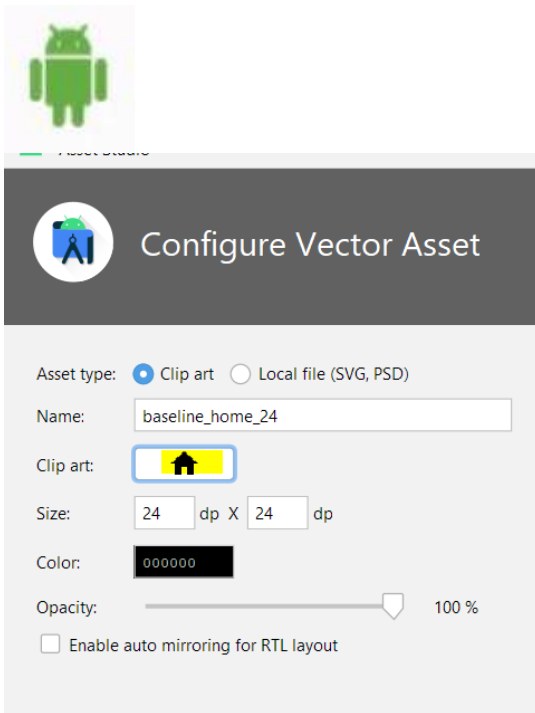 Configure Vector Asset
Asset type: Clip art Local file (SVG, PSD)
Name: baseline_home_24
Clip art:
Size: 24 dp X 24 dp
Color: 000000
Opacity: 100 %
Enable auto mirroring for RTL layout